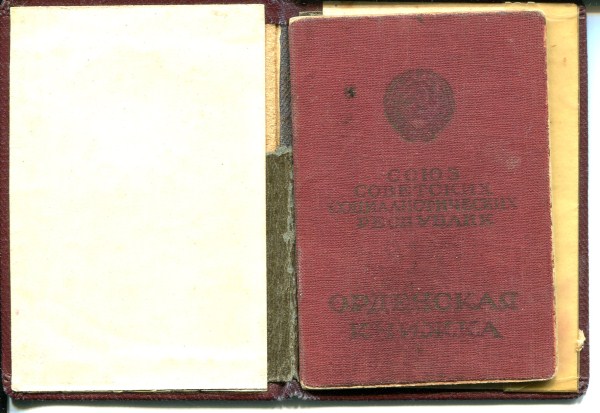 СОЮЗ
СОВЕТСКИХ
СОЦИАЛИСТИЧЕСКИХ
РЕСПУБЛИК
ОРДЕНСКАЯ
КНИЖКА